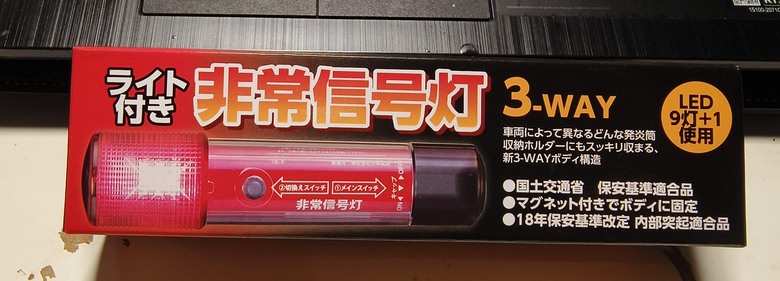 ライト
付き
非常信号灯
3-WAY
LED
9灯+1
使用
車両によって異なるどんな発炎筒
収納ホルダーにもスッキリ収まる、
新3-WAYボディ構造
②切換えスイッチ ①メインスイッチ
非常信号灯
●国土交通省 保安基準適合品
●マグネット付きでボディに固定
●18年保安基準改定 内部突起適合品